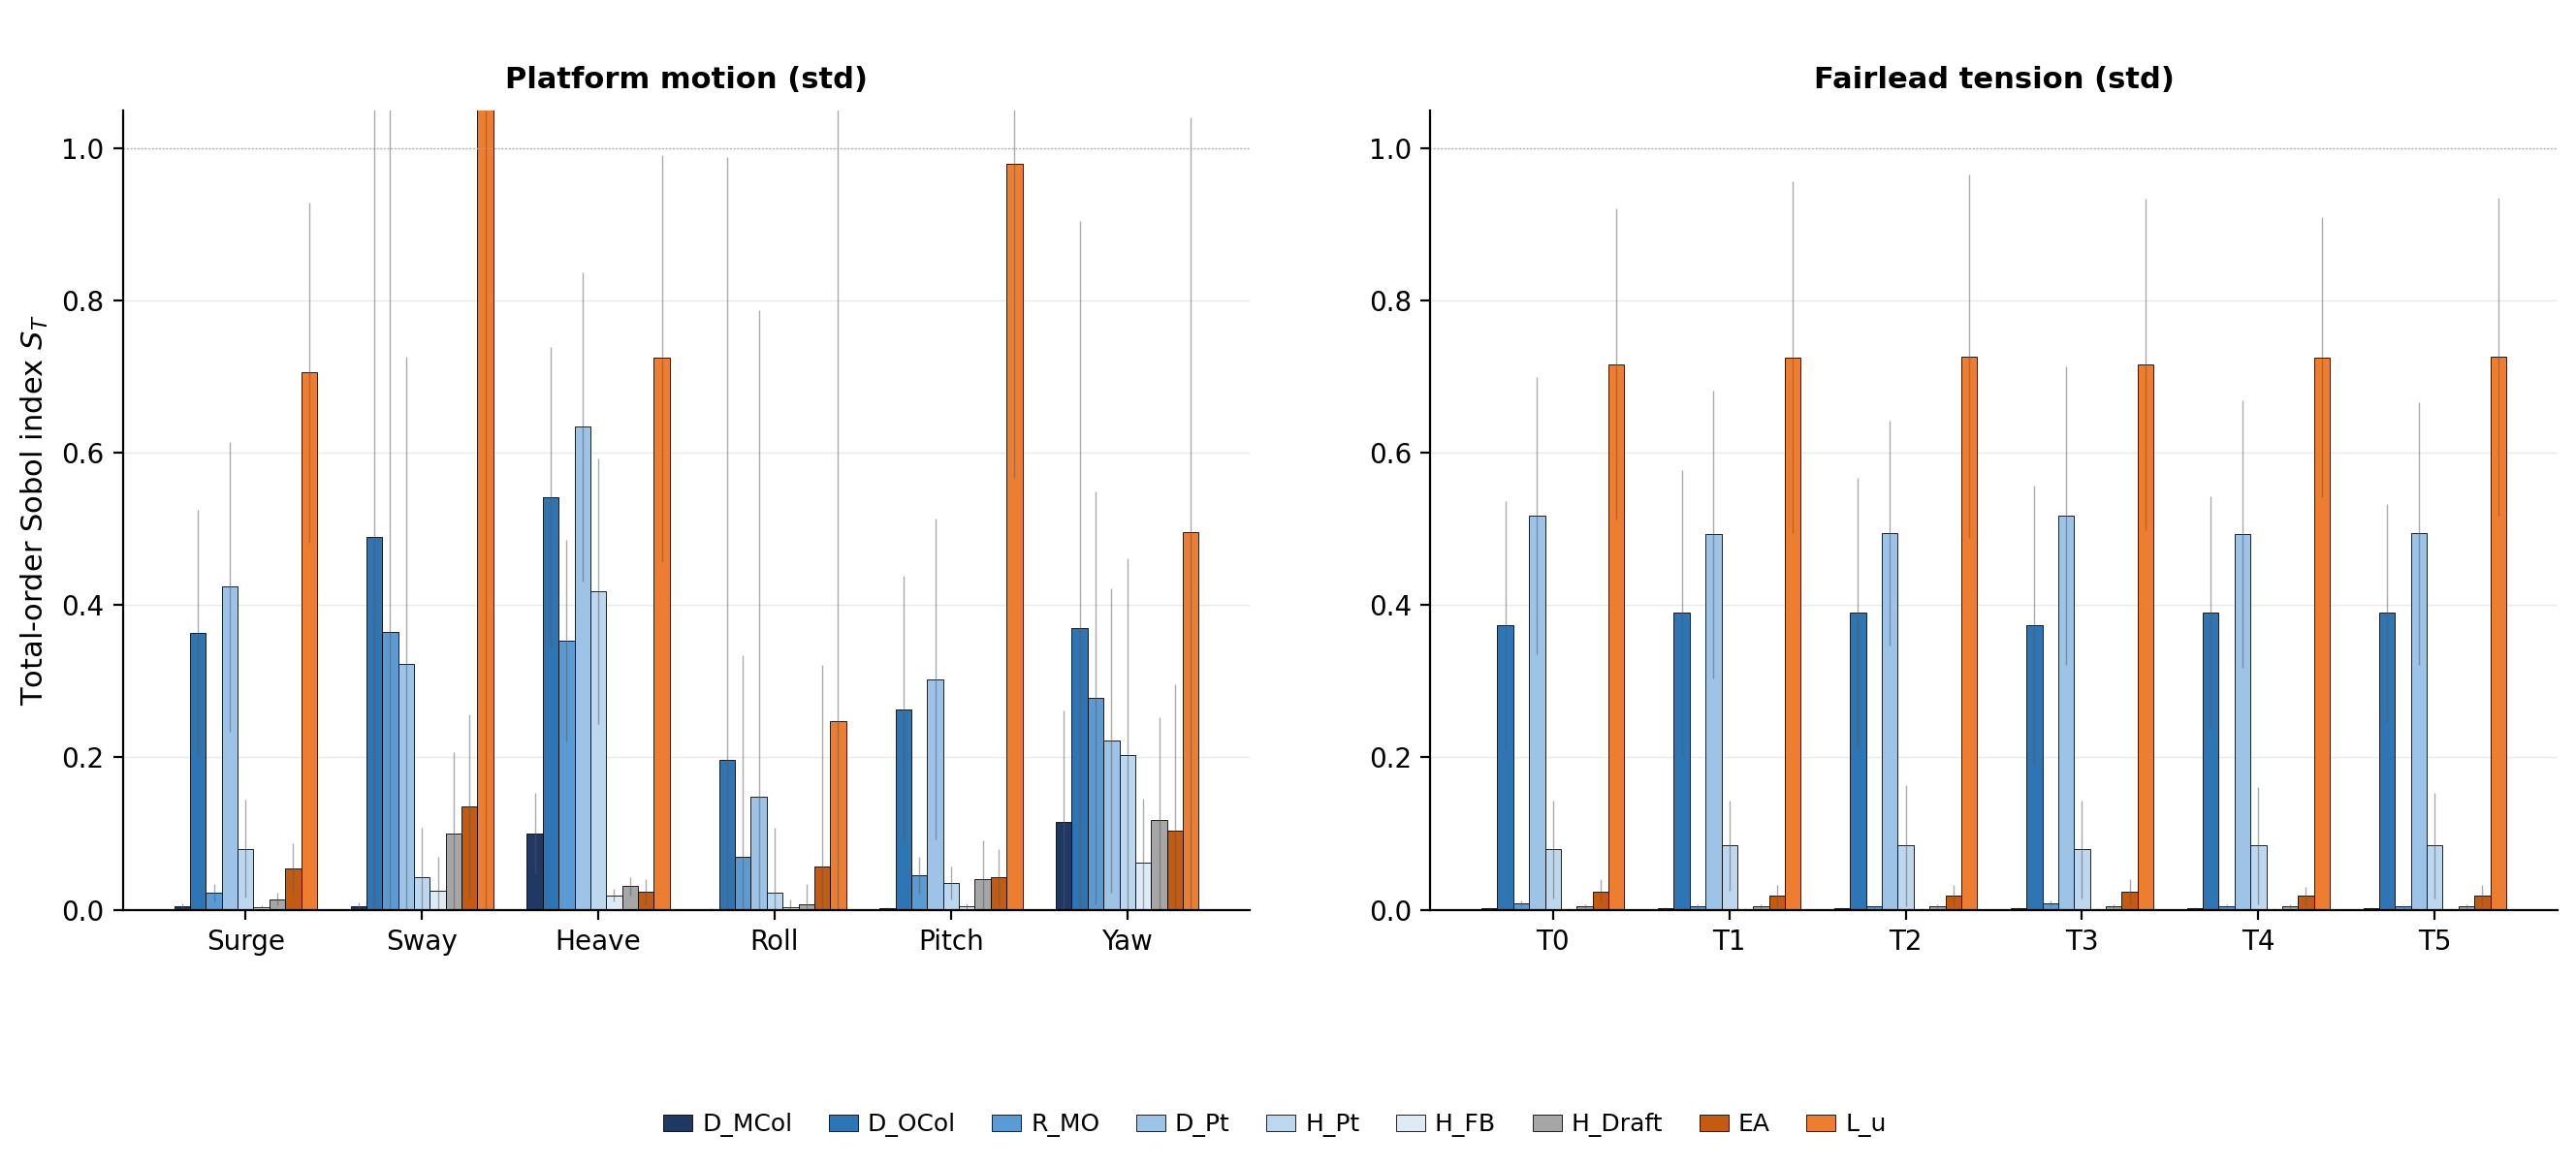 Platform motion (std)
Total-order Sobol index S_T
1.0
0.8
0.6
0.4
0.2
0.0
Surge Sway Heave Roll Pitch Yaw
Fairlead tension (std)
1.0
0.8
0.6
0.4
0.2
0.0
T0 T1 T2 T3 T4 T5
D_MCol D_OCol R_MO D_Pt H_Pt H_FB H_Draft EA L_u